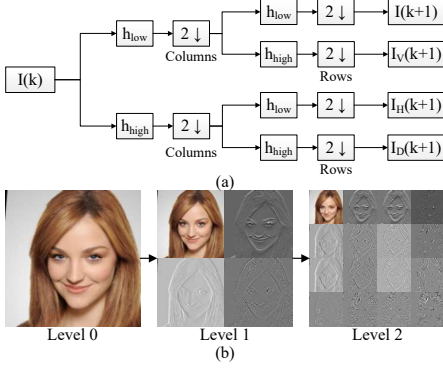 h_low 2 ↓ I(k+1)
h_low 2 ↓
Columns
h_high 2 ↓ I_V(k+1)
Rows
I(k)
h_low 2 ↓ I_H(k+1)
h_high 2 ↓
Columns
h_high 2 ↓ I_D(k+1)
Rows
(a)
Level 0 Level 1 Level 2
(b)